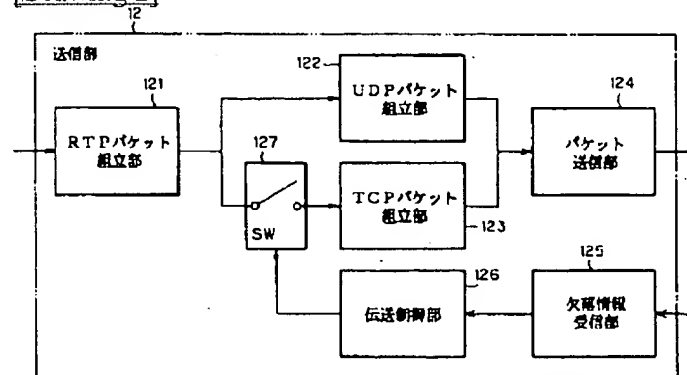 12
送信部
121
RTPパケット
組立部
122
UDPパケット
組立部
127
SW
TCPパケット
組立部
123
124
パケット
送信部
126
伝送制御部
125
欠落情報
受信部